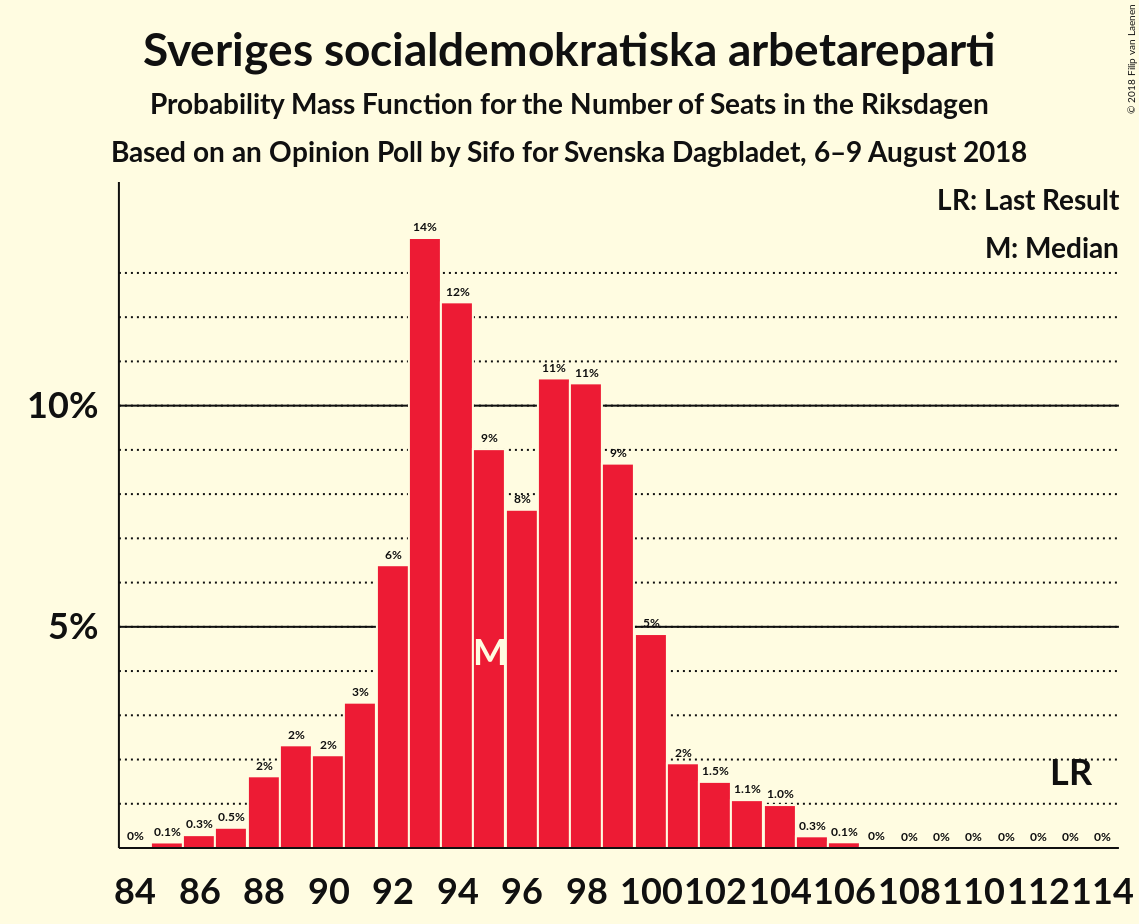 Sveriges socialdemokratiska arbetareparti
Probability Mass Function for the Number of Seats in the Riksdagen
Based on an Opinion Poll by Sifo for Svenska Dagbladet, 6–9 August 2018
© 2018 Filip van Laenen
LR: Last Result
M: Median
10%
5%
0% 0.1% 0.3% 0.5% 2% 2% 2% 3% 6% 14% 12% 9% 8% 11% 11% 9% 5% 2% 1.5% 1.1% 1.0% 0.3% 0.1% 0% 0% 0% 0% 0% 0% 0% 0%
M
LR
84 86 88 90 92 94 96 98 100 102 104 106 108 110 112 114